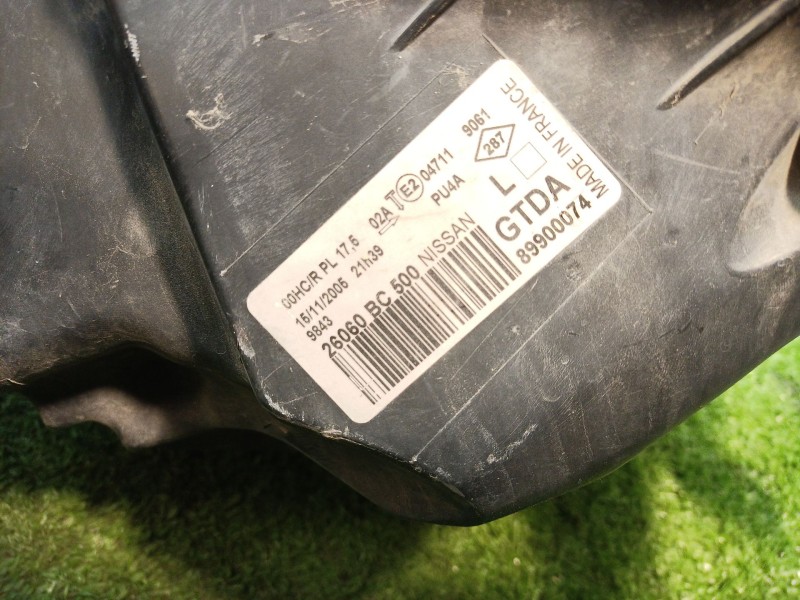 00HC/R PL 17,5 02A E2 04711 9061
15/11/2005 21h39 PU4A 287
9843
26060 BC 500 NISSAN L
GTDA
89900074
MADE IN FRANCE